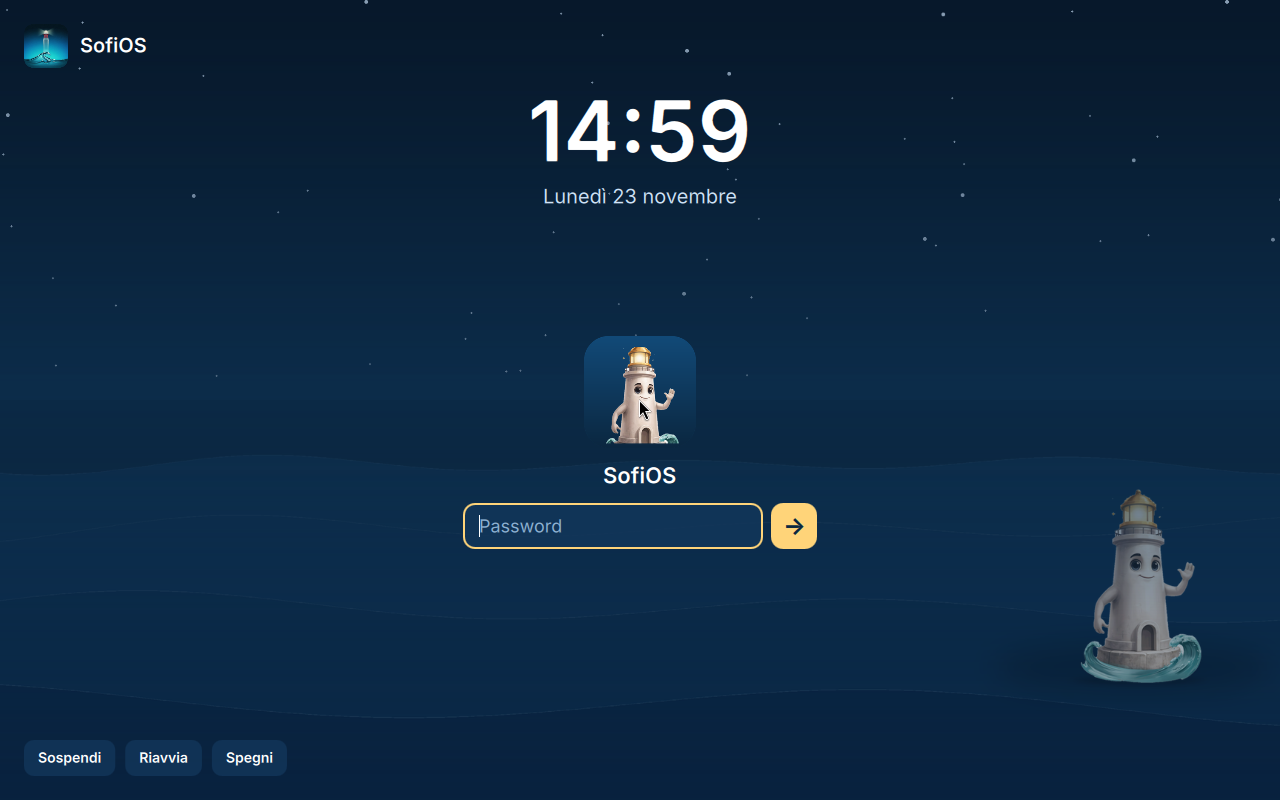 SofiOS
14:59
Lunedì 23 novembre
SofiOS
Password
Sospendi
Riavvia
Spegni